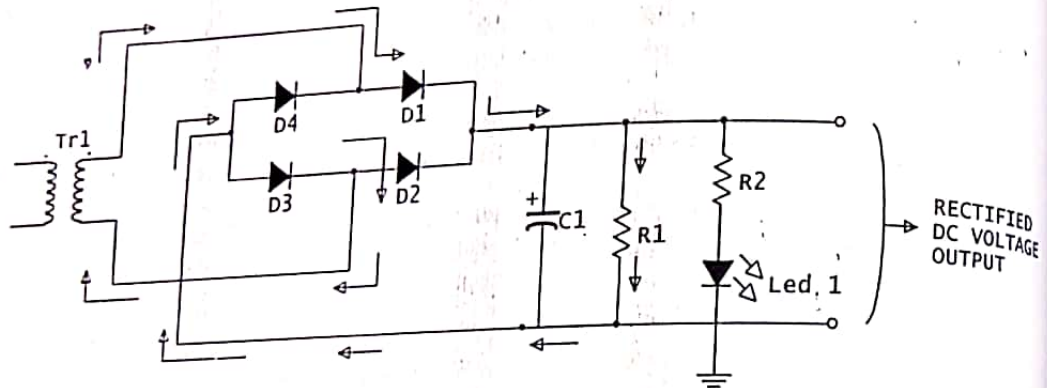 Tr1
D4
D1
D3
D2
+
C1
R1
R2
Led, 1
RECTIFIED
DC VOLTAGE
OUTPUT